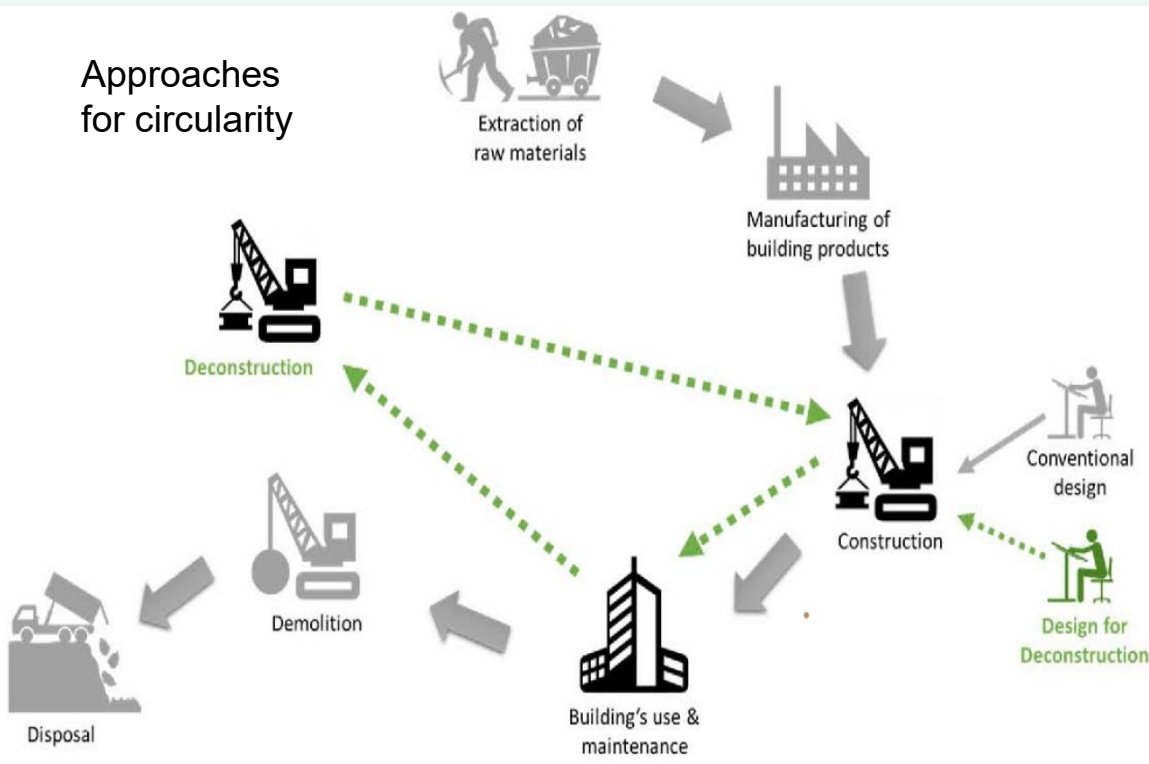 Approaches
for circularity
Extraction of
raw materials
Manufacturing of
building products
Deconstruction
Conventional
design
Construction
Demolition
Design for
Deconstruction
Building's use &
maintenance
Disposal